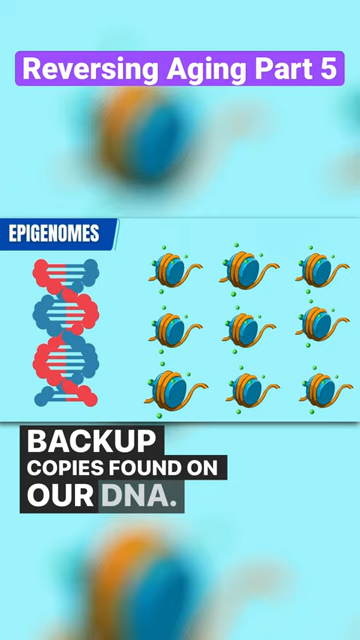 Reversing Aging Part 5
EPIGENOMES
BACKUP
COPIES FOUND ON
OUR DNA.